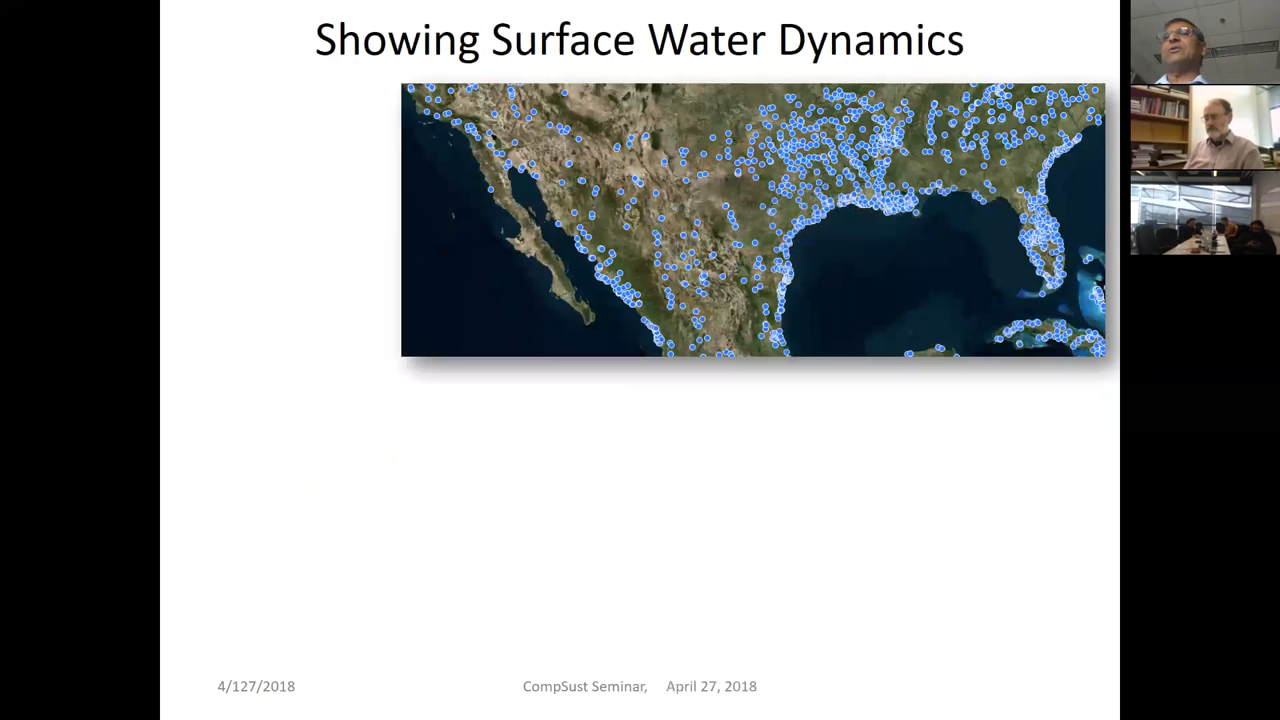 Showing Surface Water Dynamics
4/127/2018
CompSust Seminar, April 27, 2018